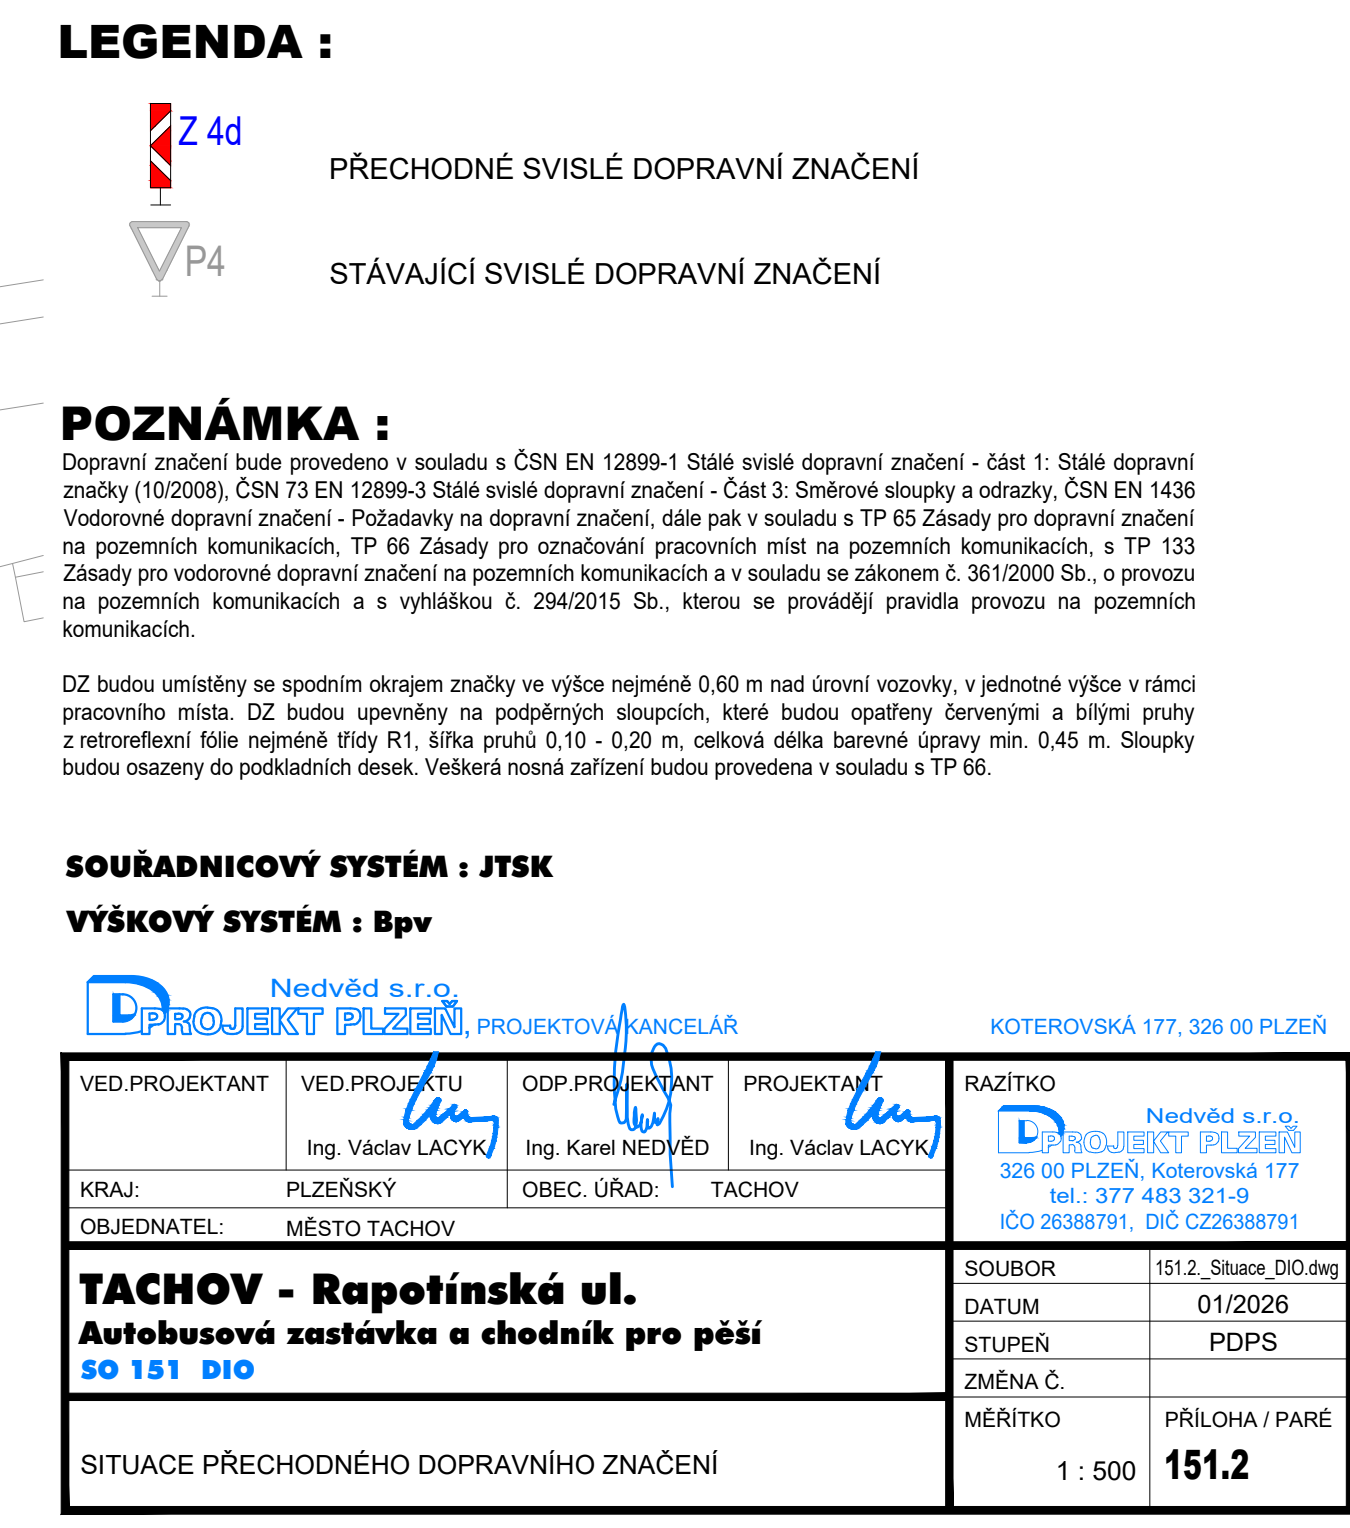 LEGENDA :
Z 4d
PŘECHODNÉ SVISLÉ DOPRAVNÍ ZNAČENÍ
P4
STÁVAJÍCÍ SVISLÉ DOPRAVNÍ ZNAČENÍ
POZNÁMKA :
Dopravní značení bude provedeno v souladu s ČSN EN 12899-1 Stálé svislé dopravní značení - část 1: Stálé dopravní
značky (10/2008), ČSN 73 EN 12899-3 Stálé svislé dopravní značení - Část 3: Směrové sloupky a odrazky, ČSN EN 1436
Vodorovné dopravní značení - Požadavky na dopravní značení, dále pak v souladu s TP 65 Zásady pro dopravní značení
na pozemních komunikacích, TP 66 Zásady pro označování pracovních míst na pozemních komunikacích, s TP 133
Zásady pro vodorovné dopravní značení na pozemních komunikacích a v souladu se zákonem č. 361/2000 Sb., o provozu
na pozemních komunikacích a s vyhláškou č. 294/2015 Sb., kterou se provádějí pravidla provozu na pozemních
komunikacích.
DZ budou umístěny se spodním okrajem značky ve výšce nejméně 0,60 m nad úrovní vozovky, v jednotné výšce v rámci
pracovního místa. DZ budou upevněny na podpěrných sloupcích, které budou opatřeny červenými a bílými pruhy
z retroreflexní fólie nejméně třídy R1, šířka pruhů 0,10 - 0,20 m, celková délka barevné úpravy min. 0,45 m. Sloupky
budou osazeny do podkladních desek. Veškerá nosná zařízení budou provedena v souladu s TP 66.
SOUŘADNICOVÝ SYSTÉM : JTSK
VÝŠKOVÝ SYSTÉM : Bpv
Nedvěd s.r.o.
D PROJEKT PLZEŇ, PROJEKTOVÁ KANCELÁŘ
KOTEROVSKÁ 177, 326 00 PLZEŇ
VED.PROJEKTANT
VED.PROJEKTU
Ing. Václav LACYK
ODP.PROJEKTANT
Ing. Karel NEDVĚD
PROJEKTANT
Ing. Václav LACYK
RAZÍTKO
Nedvěd s.r.o.
D PROJEKT PLZEŇ
326 00 PLZEŇ, Koterovská 177
tel.: 377 483 321-9
IČO 26388791, DIČ CZ26388791
KRAJ: PLZEŇSKÝ
OBEC. ÚŘAD: TACHOV
OBJEDNATEL: MĚSTO TACHOV
TACHOV - Rapotínská ul.
Autobusová zastávka a chodník pro pěší
SO 151 DIO
SITUACE PŘECHODNÉHO DOPRAVNÍHO ZNAČENÍ
SOUBOR 151.2._Situace_DIO.dwg
DATUM 01/2026
STUPEŇ PDPS
ZMĚNA Č.
MĚŘÍTKO
1 : 500
PŘÍLOHA / PARÉ
151.2